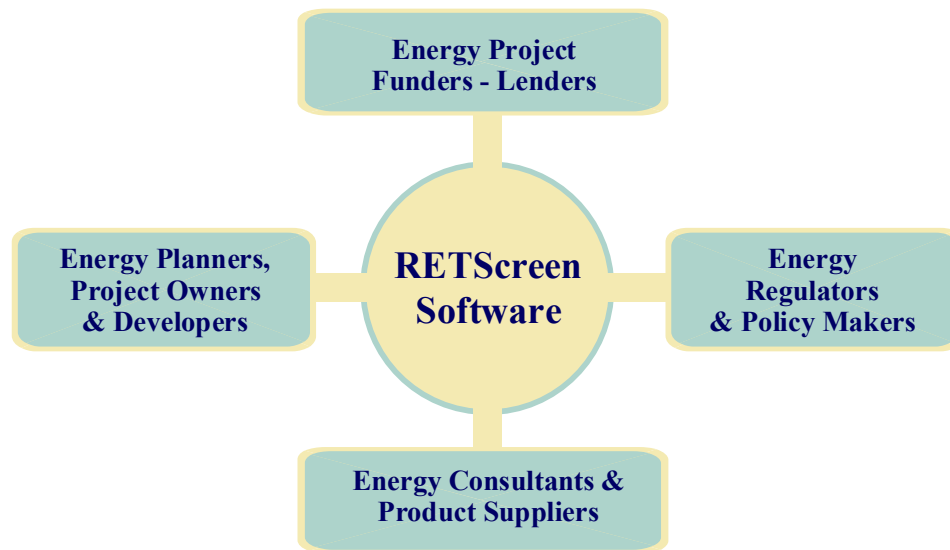 Energy Project
Funders - Lenders
Energy Planners,
Project Owners
& Developers
RETScreen
Software
Energy
Regulators
& Policy Makers
Energy Consultants &
Product Suppliers